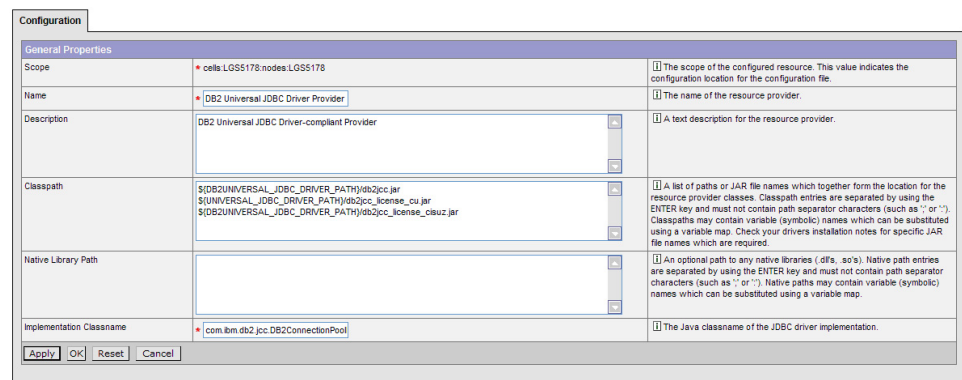 Configuration
General Properties
Scope
* cells:LGS5178:nodes:LGS5178
i The scope of the configured resource. This value indicates the
configuration location for the configuration file.
Name
* DB2 Universal JDBC Driver Provider
i The name of the resource provider.
Description
DB2 Universal JDBC Driver-compliant Provider
i A text description for the resource provider.
Classpath
${DB2UNIVERSAL_JDBC_DRIVER_PATH}/db2jcc.jar
${UNIVERSAL_JDBC_DRIVER_PATH}/db2jcc_license_cu.jar
${DB2UNIVERSAL_JDBC_DRIVER_PATH}/db2jcc_license_cisuz.jar
i A list of paths or JAR file names which together form the location for the
resource provider classes. Classpath entries are separated by using the
ENTER key and must not contain path separator characters (such as ';' or ':').
Classpaths may contain variable (symbolic) names which can be substituted
using a variable map. Check your drivers installation notes for specific JAR
file names which are required.
Native Library Path
i An optional path to any native libraries (.dll's, .so's). Native path entries
are separated by using the ENTER key and must not contain path separator
characters (such as ';' or ':'). Native paths may contain variable (symbolic)
names which can be substituted using a variable map.
Implementation Classname
* com.ibm.db2.jcc.DB2ConnectionPool
i The Java classname of the JDBC driver implementation.
Apply OK Reset Cancel